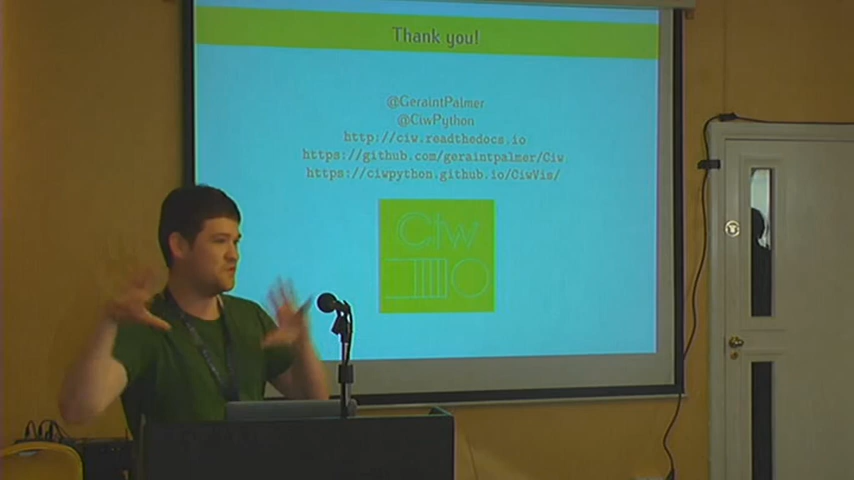 Thank you!
@GeraintPalmer
@CiwPython
http://ciw.readthedocs.io
https://github.com/geraintpalmer/Ciw
https://ciwpython.github.io/CiwVis/
Ciw